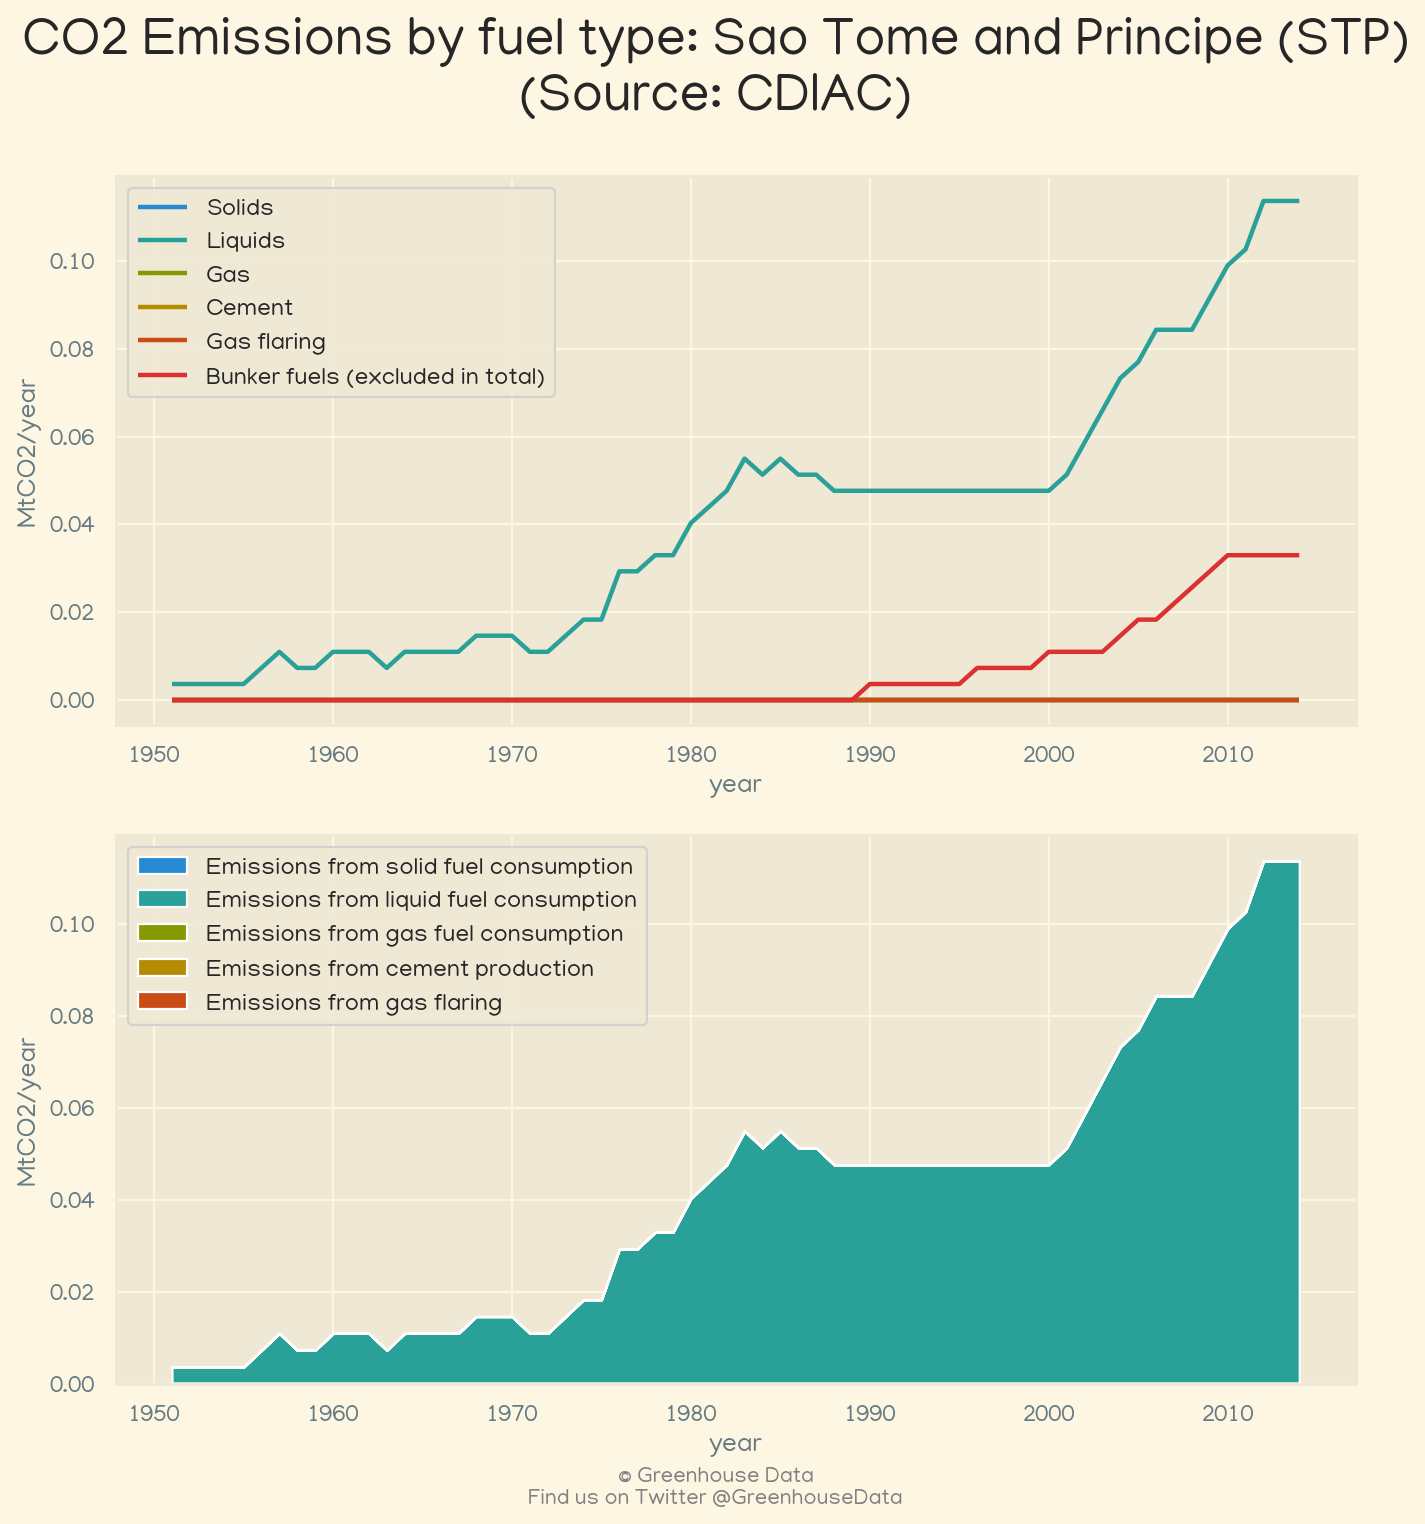 CO2 Emissions by fuel type: Sao Tome and Principe (STP)
(Source: CDIAC)
Solids
Liquids
Gas
Cement
Gas flaring
Bunker fuels (excluded in total)
MtCO2/year
0.10
0.08
0.06
0.04
0.02
0.00
1950 1960 1970 1980 1990 2000 2010
year
Emissions from solid fuel consumption
Emissions from liquid fuel consumption
Emissions from gas fuel consumption
Emissions from cement production
Emissions from gas flaring
MtCO2/year
0.10
0.08
0.06
0.04
0.02
0.00
1950 1960 1970 1980 1990 2000 2010
year
© Greenhouse Data
Find us on Twitter @GreenhouseData